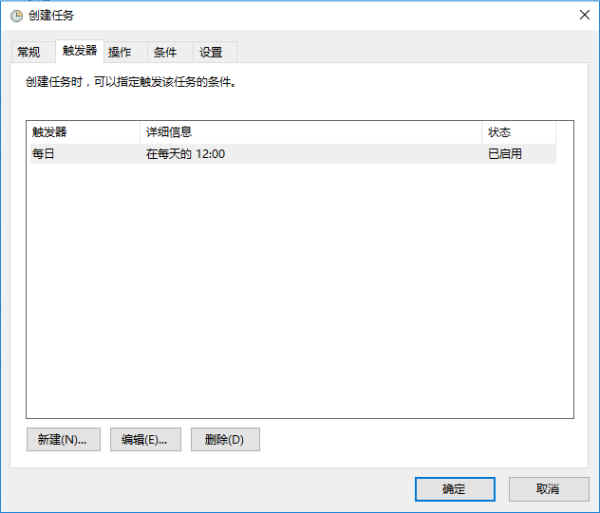 创建任务
常规 触发器 操作 条件 设置
创建任务时，可以指定触发该任务的条件。
触发器 详细信息 状态
每日 在每天的 12:00 已启用
新建(N)... 编辑(E)... 删除(D)
确定 取消